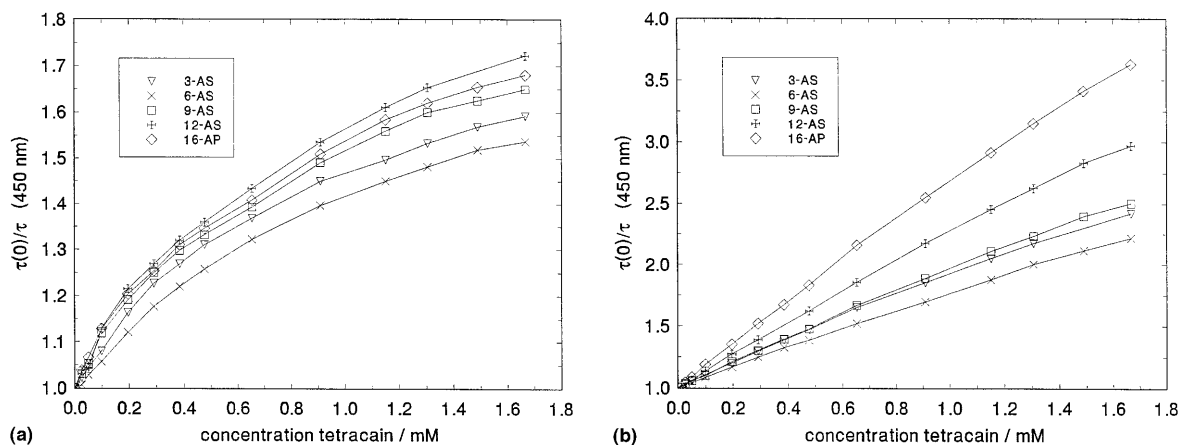 1.8
1.7
1.6
1.5
1.4
1.3
1.2
1.1
1.0
τ(0)/τ (450 nm)
3-AS
6-AS
9-AS
12-AS
16-AP
0.0 0.2 0.4 0.6 0.8 1.0 1.2 1.4 1.6 1.8
(a) concentration tetracain / mM
4.0
3.5
3.0
2.5
2.0
1.5
1.0
τ(0)/τ (450 nm)
3-AS
6-AS
9-AS
12-AS
16-AP
0.0 0.2 0.4 0.6 0.8 1.0 1.2 1.4 1.6 1.8
(b) concentration tetracain / mM